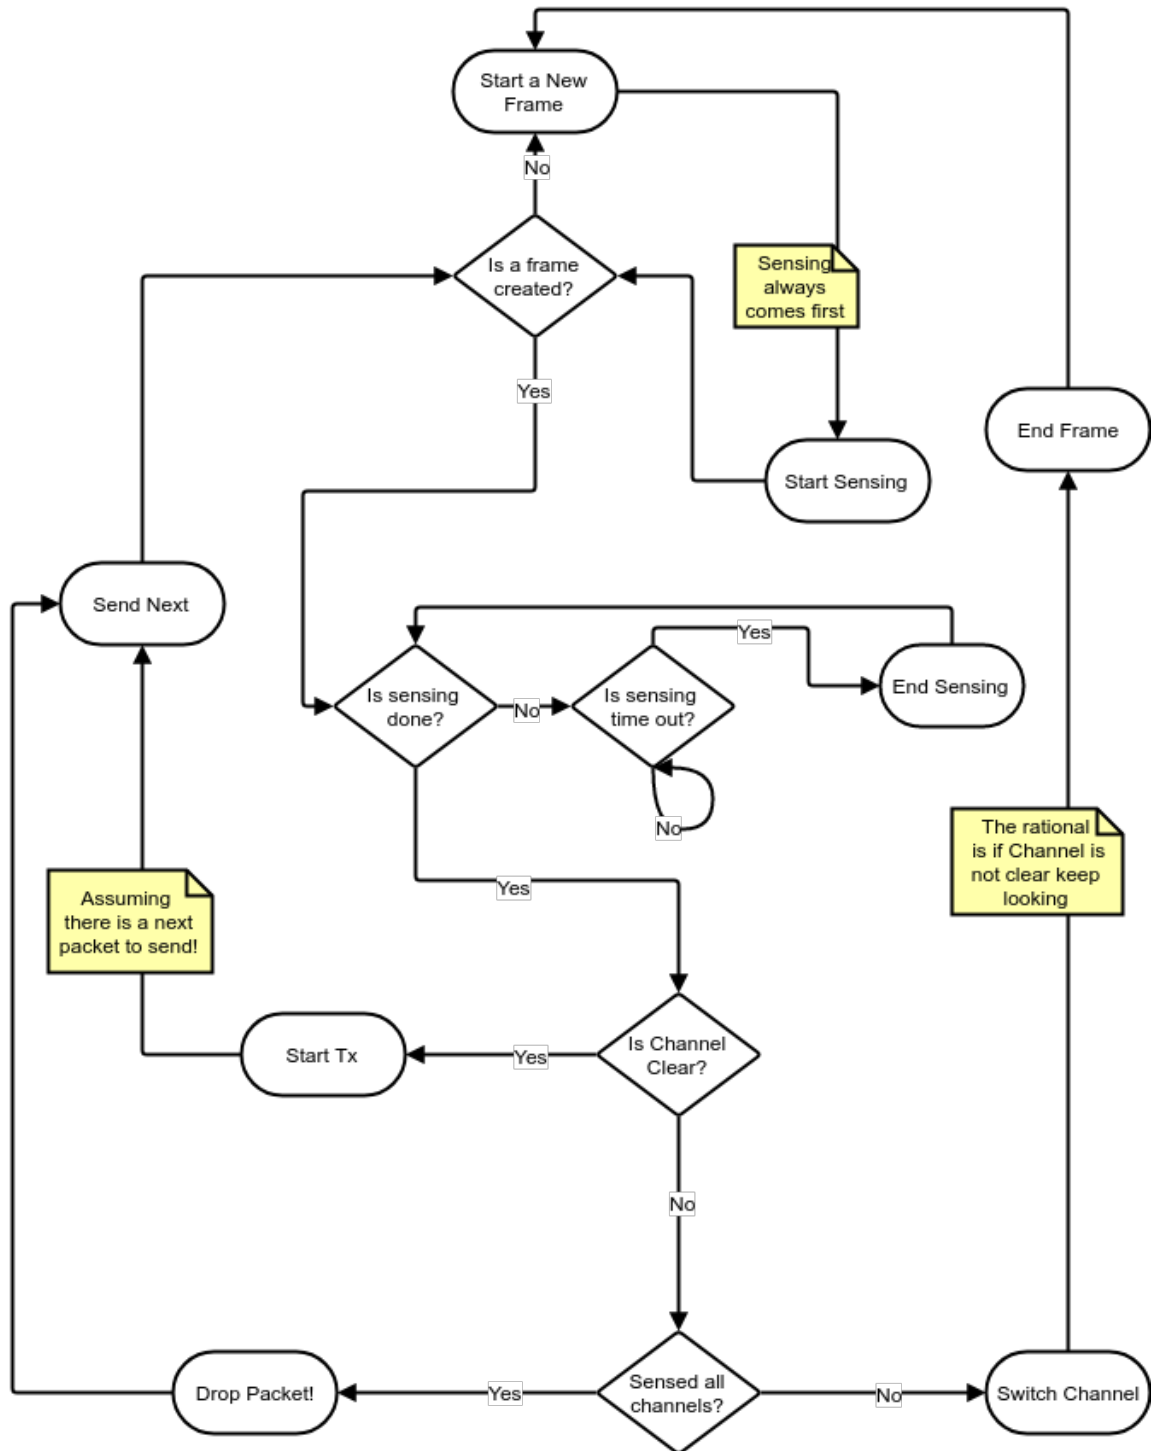 Start a New
Frame
No
Is a frame
created?
Sensing
always
comes first
Yes
End Frame
Start Sensing
Send Next
Yes
Is sensing
done?
No
Is sensing
time out?
End Sensing
No
The rational
is if Channel is
not clear keep
looking
Yes
Assuming
there is a next
packet to send!
Start Tx
Yes
Is Channel
Clear?
No
Drop Packet!
Yes
Sensed all
channels?
No
Switch Channel